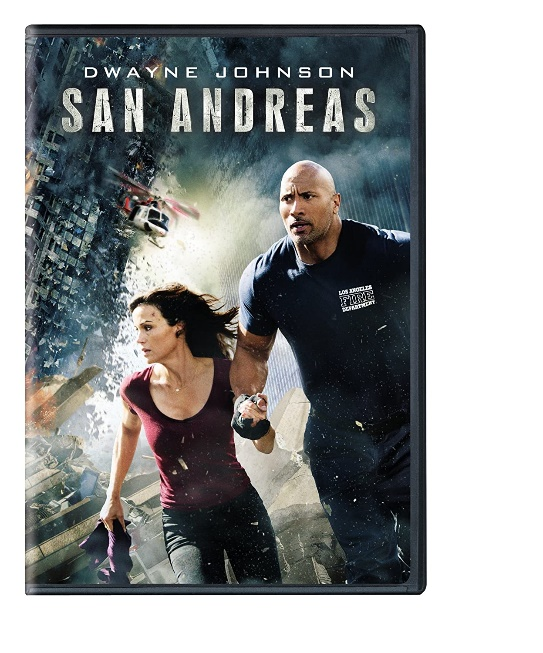 DWAYNE JOHNSON
SAN ANDREAS
LOS ANGELES
FIRE
DEPARTMENT